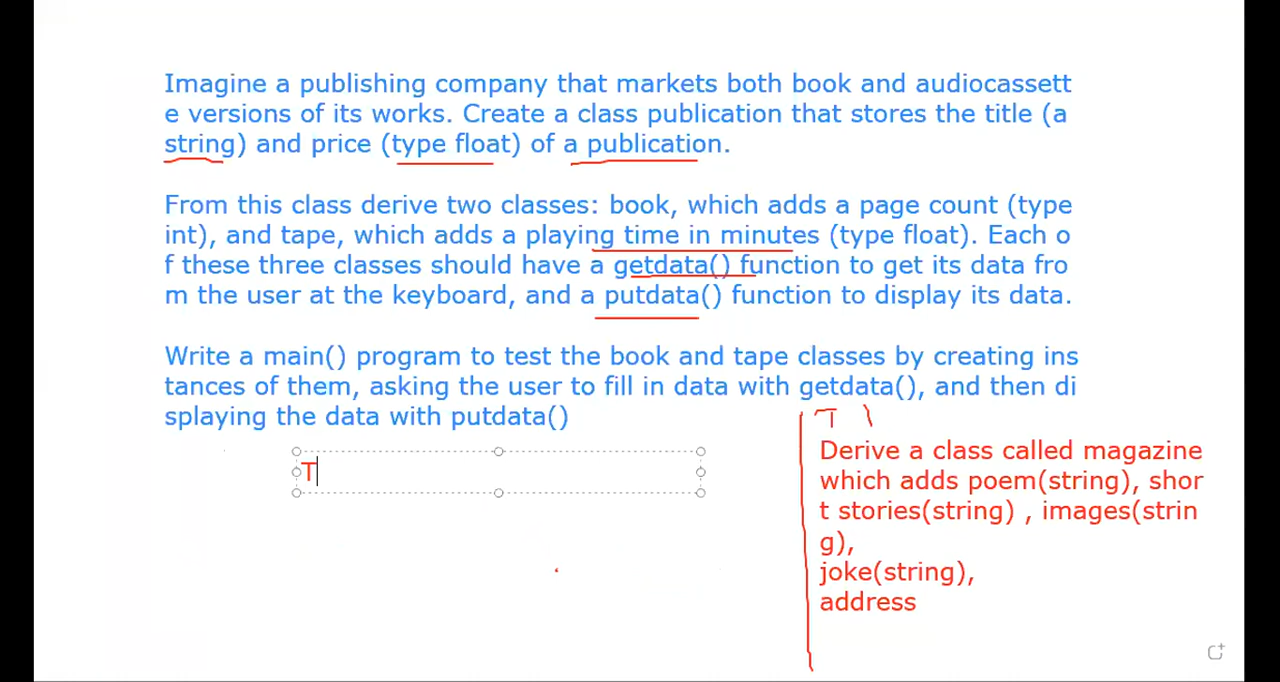 Imagine a publishing company that markets both book and audiocassett
e versions of its works. Create a class publication that stores the title (a
string) and price (type float) of a publication.
From this class derive two classes: book, which adds a page count (type
int), and tape, which adds a playing time in minutes (type float). Each o
f these three classes should have a getdata() function to get its data fro
m the user at the keyboard, and a putdata() function to display its data.
Write a main() program to test the book and tape classes by creating ins
tances of them, asking the user to fill in data with getdata(), and then di
splaying the data with putdata()
T
Derive a class called magazine
which adds poem(string), shor
t stories(string) , images(strin
g),
joke(string),
address